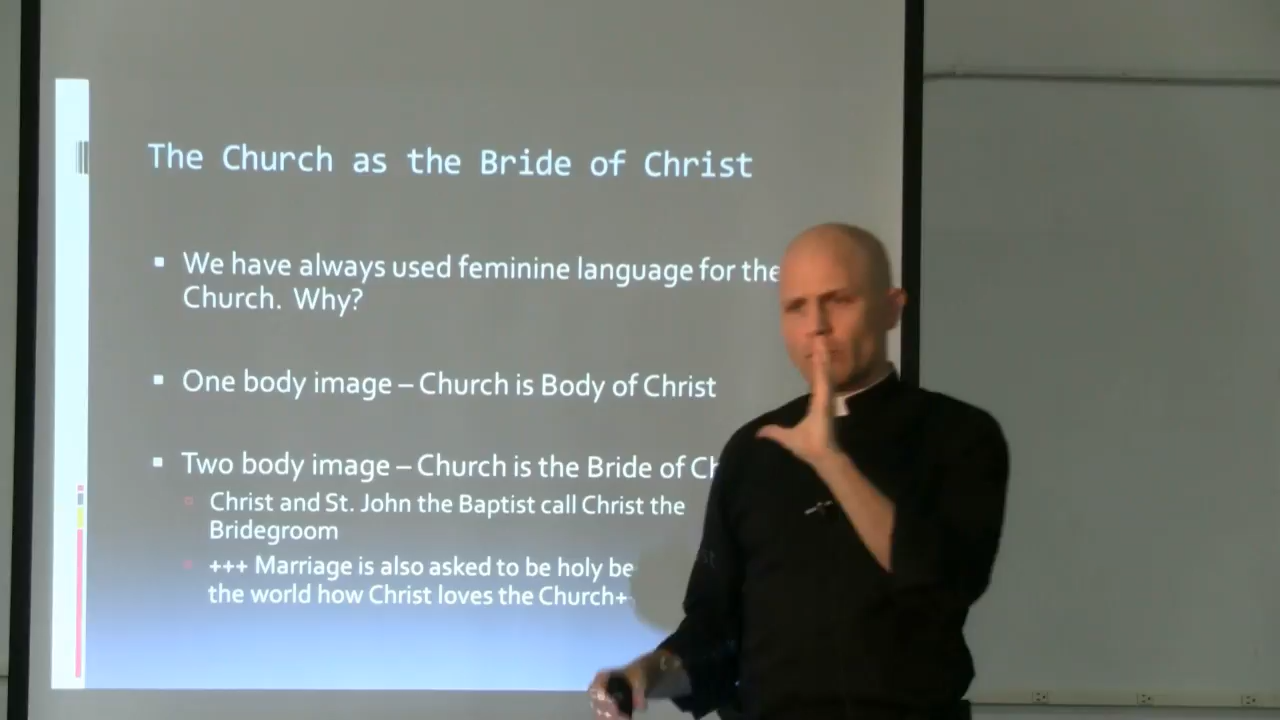 The Church as the Bride of Christ
We have always used feminine language for the
Church. Why?
One body image – Church is Body of Christ
Two body image – Church is the Bride of Ch
Christ and St. John the Baptist call Christ the
Bridegroom
+++ Marriage is also asked to be holy be
the world how Christ loves the Church+